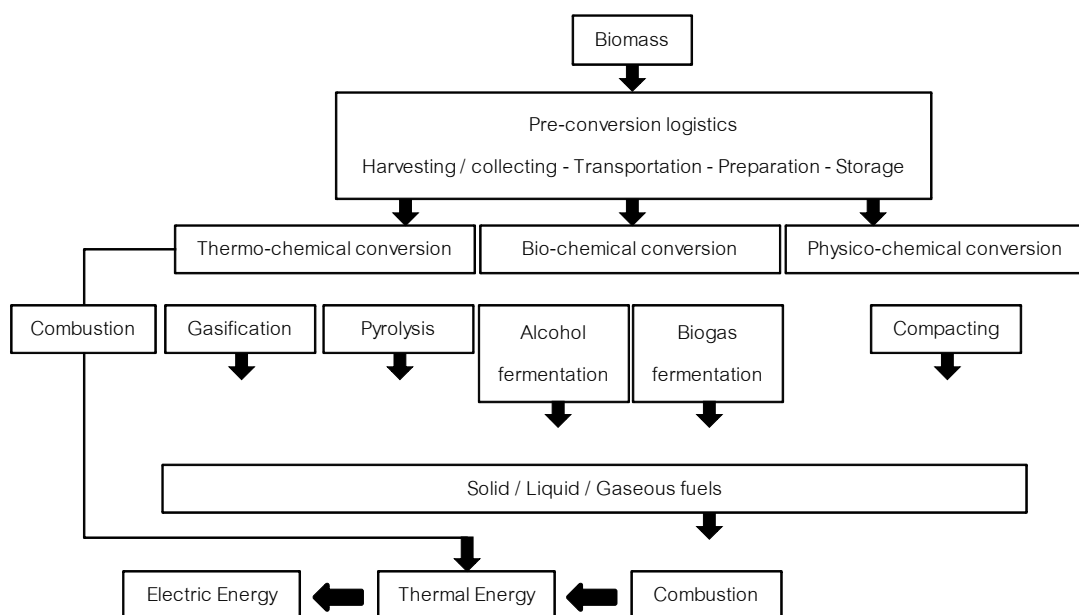 Biomass
Pre-conversion logistics
Harvesting / collecting - Transportation - Preparation - Storage
Thermo-chemical conversion
Bio-chemical conversion
Physico-chemical conversion
Combustion
Gasification
Pyrolysis
Alcohol
fermentation
Biogas
fermentation
Compacting
Solid / Liquid / Gaseous fuels
Electric Energy
Thermal Energy
Combustion